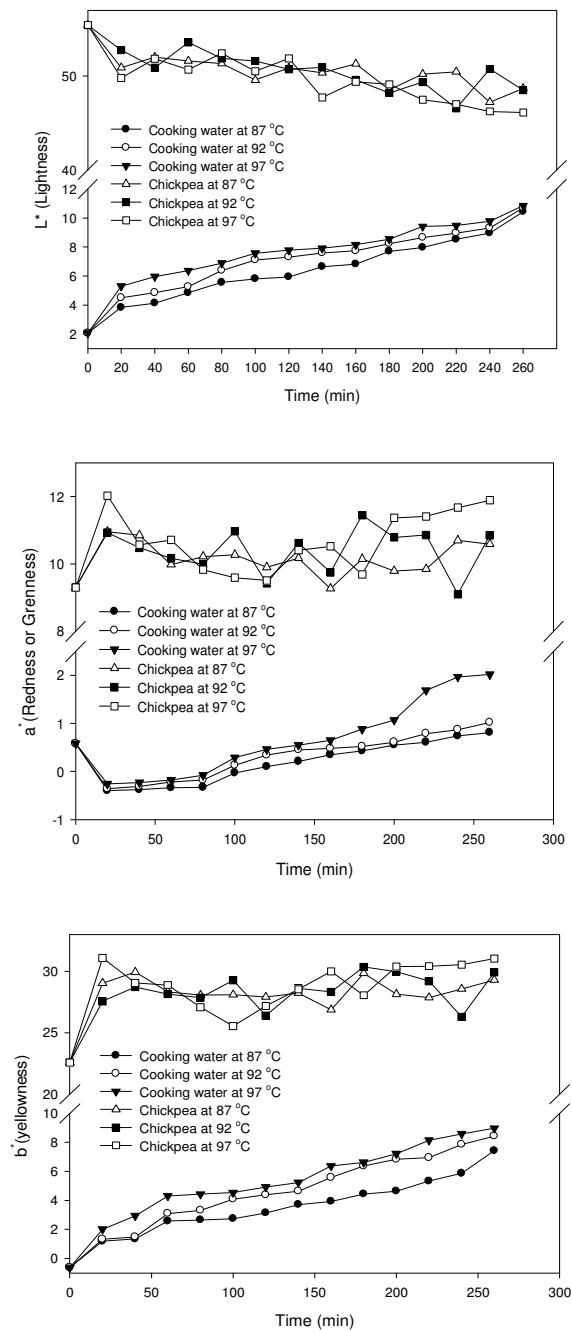 50
40
12
10
8
6
4
2
L* (Lightness)
Cooking water at 87 °C
Cooking water at 92 °C
Cooking water at 97 °C
Chickpea at 87 °C
Chickpea at 92 °C
Chickpea at 97 °C
0 20 40 60 80 100 120 140 160 180 200 220 240 260
Time (min)
12
10
8
2
1
0
-1
a*(Redness or Grenness)
Cooking water at 87 °C
Cooking water at 92 °C
Cooking water at 97 °C
Chickpea at 87 °C
Chickpea at 92 °C
Chickpea at 97 °C
0 50 100 150 200 250 300
Time (min)
30
25
20
10
8
6
4
2
0
b*(yellowness)
Cooking water at 87 °C
Cooking water at 92 °C
Cooking water at 97 °C
Chickpea at 87 °C
Chickpea at 92 °C
Chickpea at 97 °C
0 50 100 150 200 250 300
Time (min)